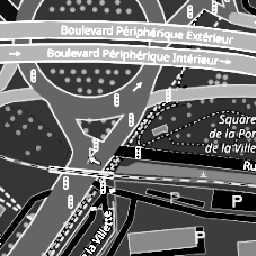 Boulevard Périphérique Extérieur
Boulevard Périphérique Intérieur
Square
de la Por
de la Ville
Ru
P
P
P
la Villette